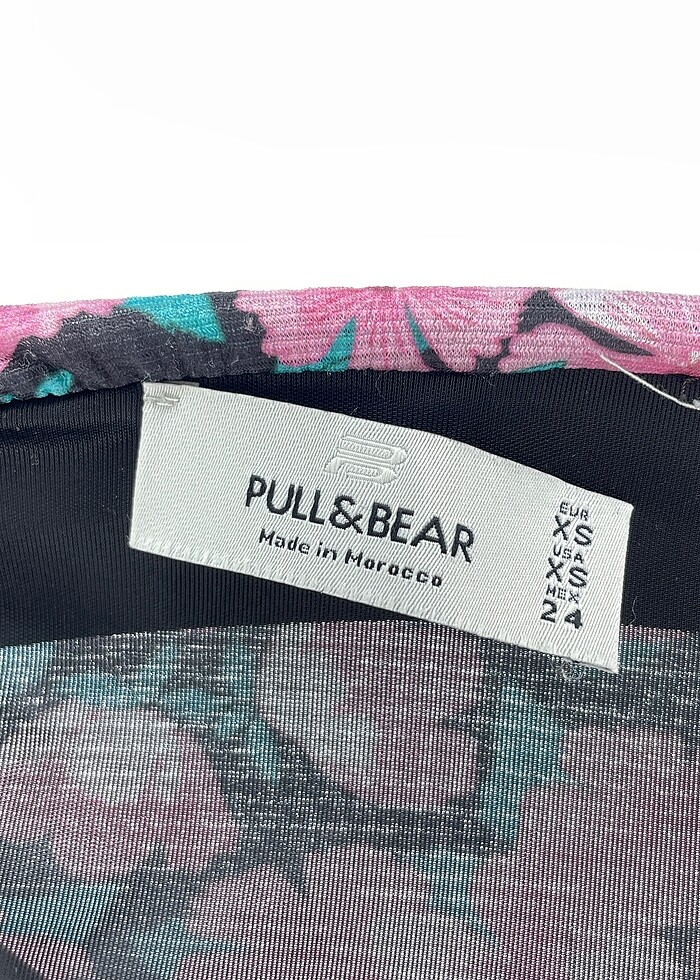 PULL&BEAR
Made in Morocco
EUR
XS
USA
XS
MEX
24